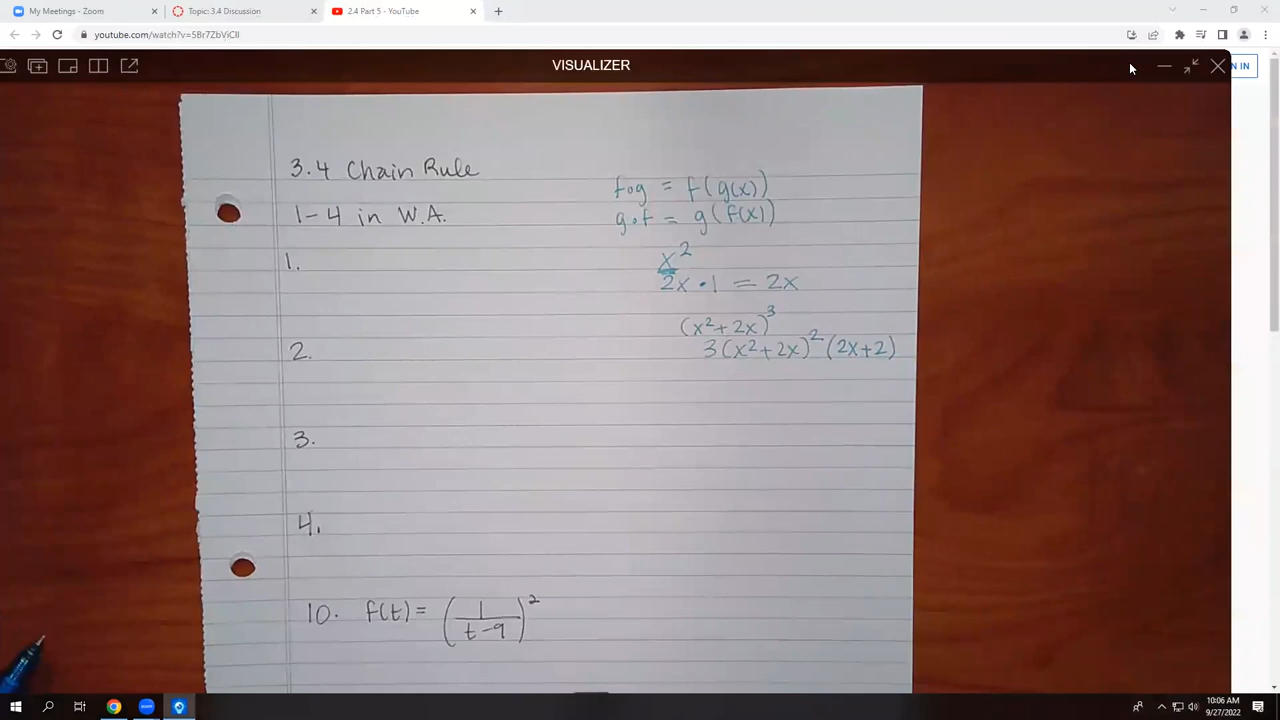 My Meetings - Zoom
Topic: 3.4 Discussion
2.4 Part 5 - YouTube
youtube.com/watch?v=5Br7ZbViCII
VISUALIZER
N IN
3.4 Chain Rule
f∘g = f(g(x))
1-4 in W.A.
g∘f = g(f(x))
1.
x²
2x • 1 = 2x
(x²+2x)³
2.
3(x²+2x)²(2x+2)
3.
4.
10. f(t) = (1/(t-9))²
zoom
10:06 AM
9/27/2022